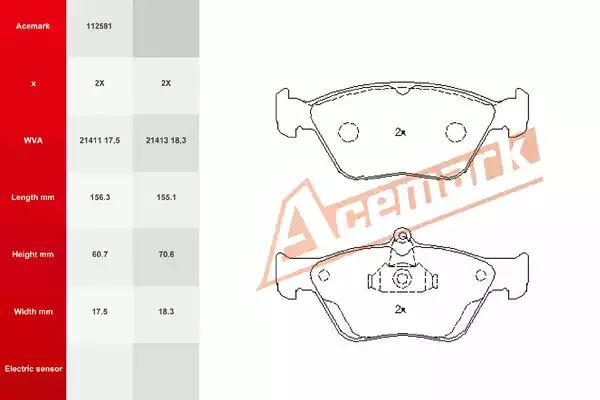 Acemark 112581
x 2X 2X
WVA 21411 17,5 21413 18,3
Length mm 156.3 155.1
Height mm 60.7 70.6
Width mm 17.5 18.3
Electric sensor
2x
Acemark
2x